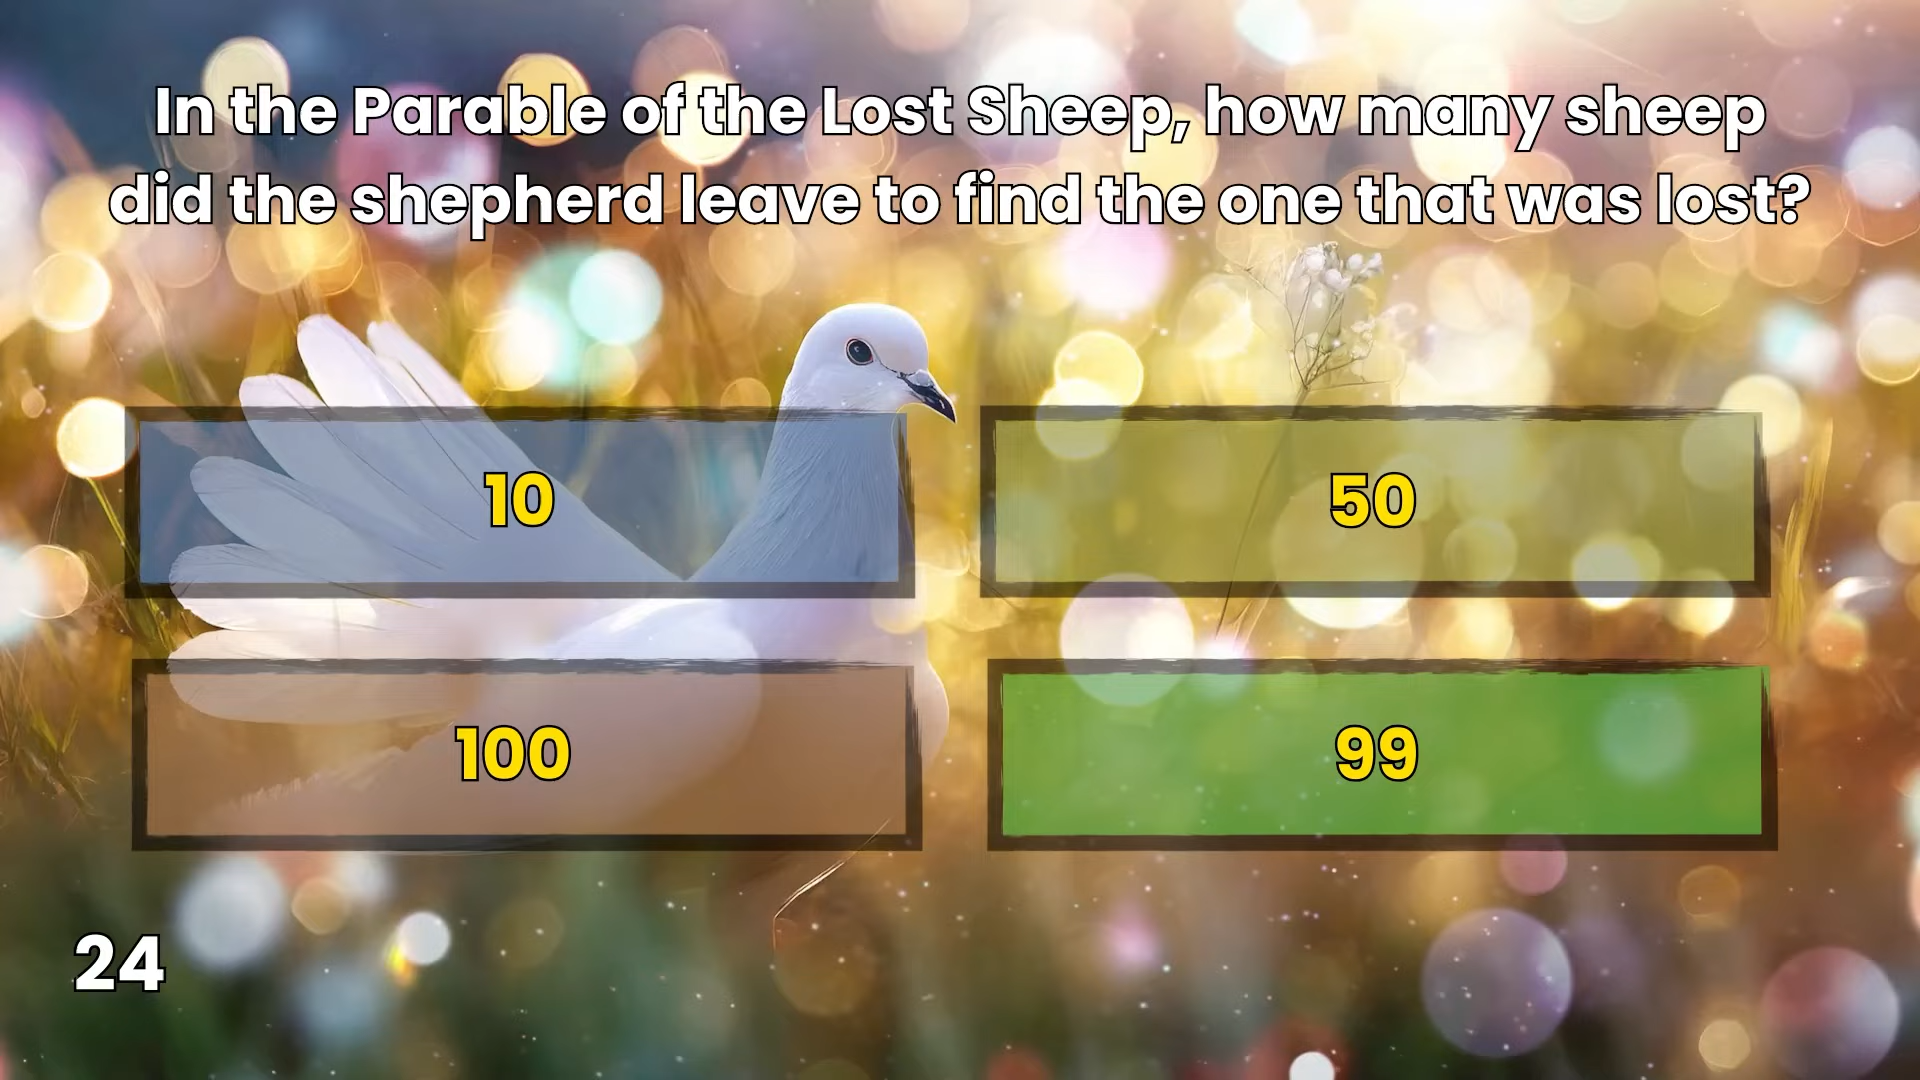 In the Parable of the Lost Sheep, how many sheep
did the shepherd leave to find the one that was lost?
10
50
100
99
24